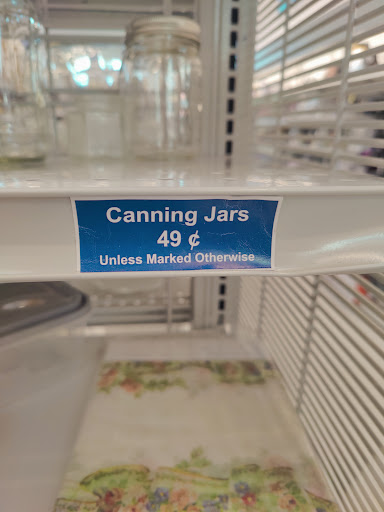 Canning Jars
49 ¢
Unless Marked Otherwise